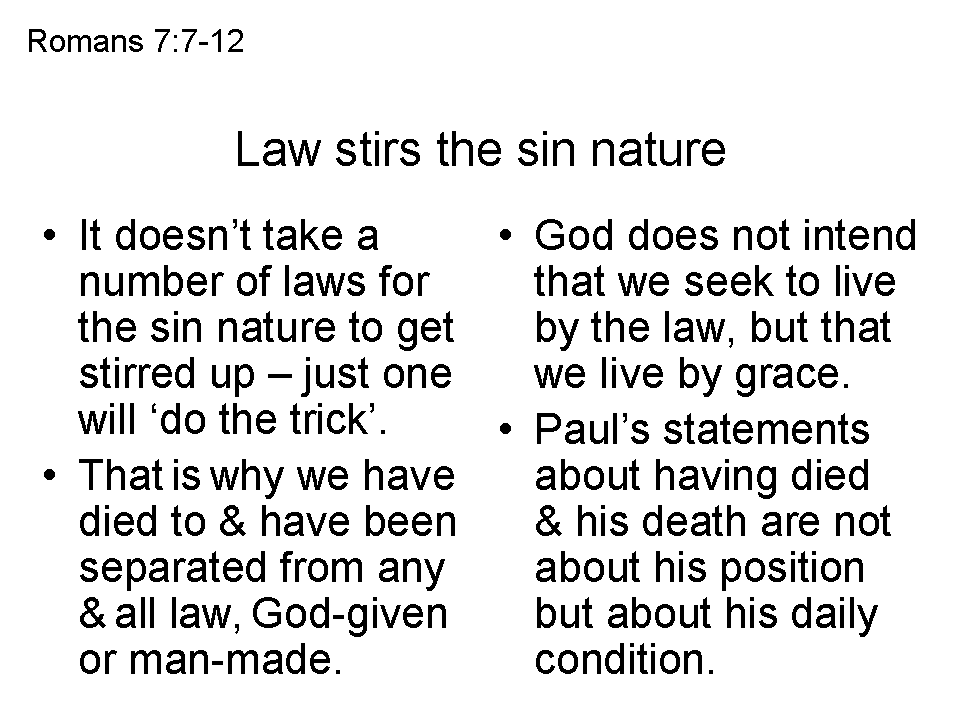 Romans 7:7-12
Law stirs the sin nature
• It doesn’t take a
number of laws for
the sin nature to get
stirred up – just one
will ‘do the trick’.
• That is why we have
died to & have been
separated from any
& all law, God-given
or man-made.
• God does not intend
that we seek to live
by the law, but that
we live by grace.
• Paul’s statements
about having died
& his death are not
about his position
but about his daily
condition.